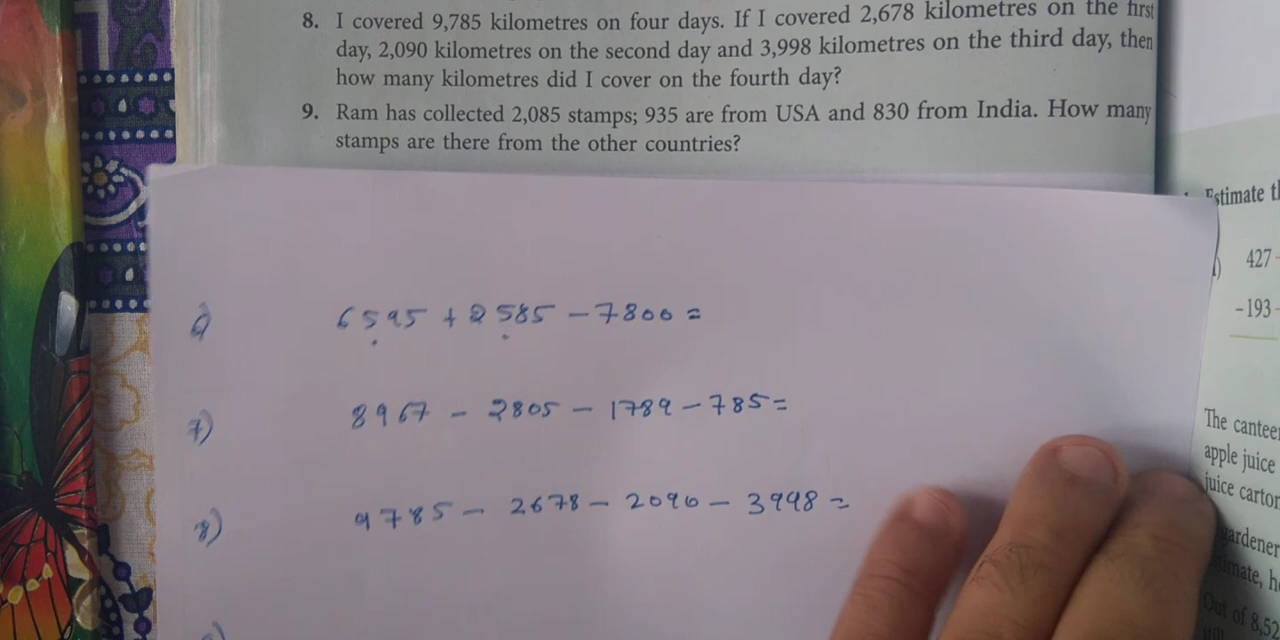 8. I covered 9,785 kilometres on four days. If I covered 2,678 kilometres on the first
day, 2,090 kilometres on the second day and 3,998 kilometres on the third day, then
how many kilometres did I cover on the fourth day?
9. Ram has collected 2,085 stamps; 935 are from USA and 830 from India. How many
stamps are there from the other countries?
6) 6595 + 2585 - 7800 =
7) 8967 - 2805 - 1789 - 785 =
8) 9785 - 2678 - 2090 - 3998 =
Estimate
427
-193
The
apple juice
juice
Out of